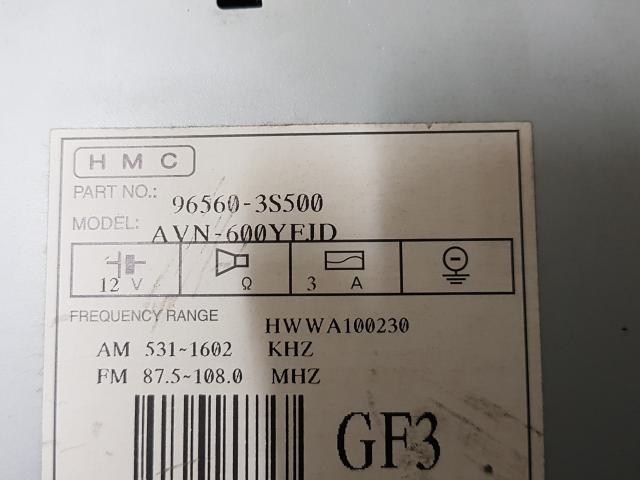 HMC
PART NO.: 96560-3S500
MODEL: AVN-600YFJD
12 V Ω 3 A
FREQUENCY RANGE HWWA100230
AM 531~1602 KHZ
FM 87.5~108.0 MHZ
GF3